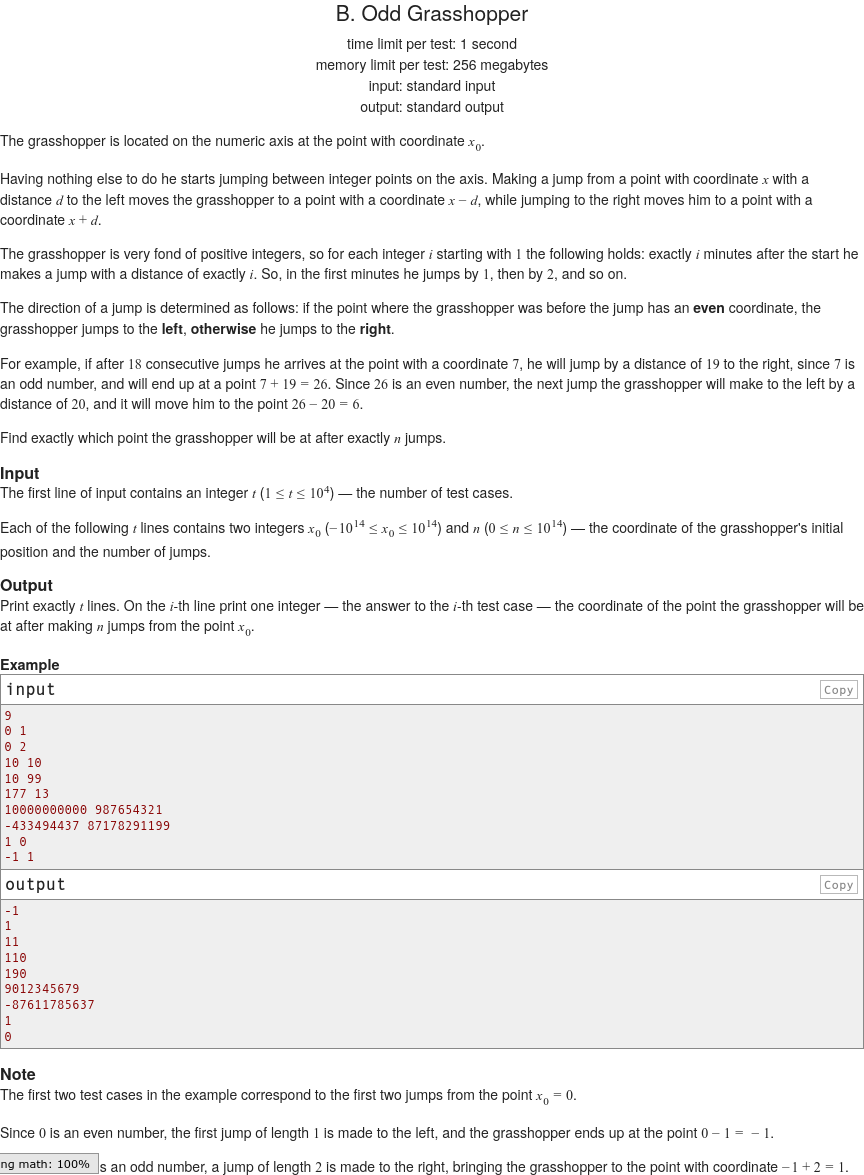 B. Odd Grasshopper
time limit per test: 1 second
memory limit per test: 256 megabytes
input: standard input
output: standard output
The grasshopper is located on the numeric axis at the point with coordinate x0.
Having nothing else to do he starts jumping between integer points on the axis. Making a jump from a point with coordinate x with a
distance d to the left moves the grasshopper to a point with a coordinate x − d, while jumping to the right moves him to a point with a
coordinate x + d.
The grasshopper is very fond of positive integers, so for each integer i starting with 1 the following holds: exactly i minutes after the start he
makes a jump with a distance of exactly i. So, in the first minutes he jumps by 1, then by 2, and so on.
The direction of a jump is determined as follows: if the point where the grasshopper was before the jump has an even coordinate, the
grasshopper jumps to the left, otherwise he jumps to the right.
For example, if after 18 consecutive jumps he arrives at the point with a coordinate 7, he will jump by a distance of 19 to the right, since 7 is
an odd number, and will end up at a point 7 + 19 = 26. Since 26 is an even number, the next jump the grasshopper will make to the left by a
distance of 20, and it will move him to the point 26 − 20 = 6.
Find exactly which point the grasshopper will be at after exactly n jumps.
Input
The first line of input contains an integer t (1 ≤ t ≤ 10^4) — the number of test cases.
Each of the following t lines contains two integers x0 (−10^14 ≤ x0 ≤ 10^14) and n (0 ≤ n ≤ 10^14) — the coordinate of the grasshopper's initial
position and the number of jumps.
Output
Print exactly t lines. On the i-th line print one integer — the answer to the i-th test case — the coordinate of the point the grasshopper will be
at after making n jumps from the point x0.
Example
input
Copy
9
0 1
0 2
10 10
10 99
177 13
10000000000 987654321
-433494437 87178291199
1 0
-1 1
output
Copy
-1
1
11
110
190
9012345679
-87611785637
1
0
Note
The first two test cases in the example correspond to the first two jumps from the point x0 = 0.
Since 0 is an even number, the first jump of length 1 is made to the left, and the grasshopper ends up at the point 0 − 1 = −1.
ng math: 100% s an odd number, a jump of length 2 is made to the right, bringing the grasshopper to the point with coordinate −1 + 2 = 1.